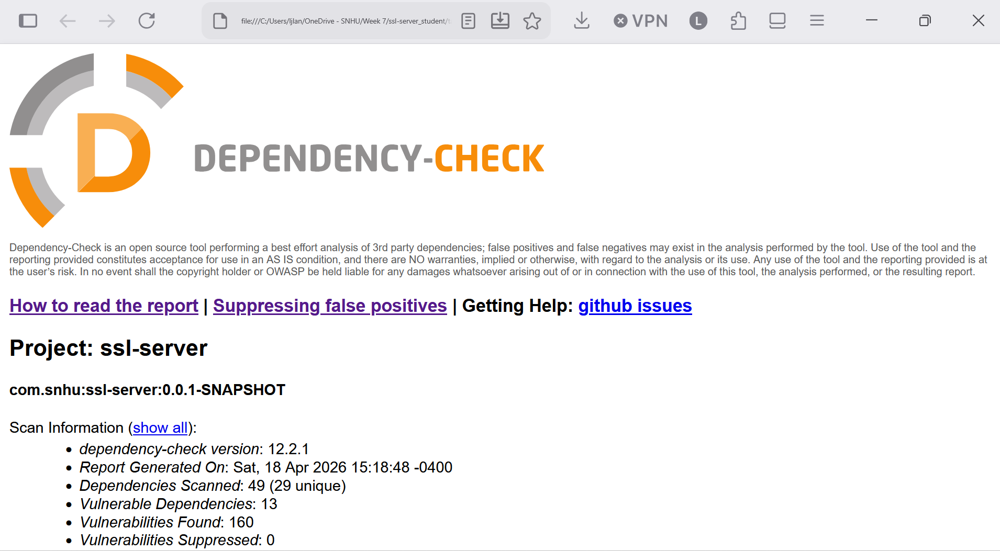 file:///C:/Users/ljlan/OneDrive - SNHU/Week 7/ssl-server_student/t
VPN
L
D
DEPENDENCY-CHECK
Dependency-Check is an open source tool performing a best effort analysis of 3rd party dependencies; false positives and false negatives may exist in the analysis performed by the tool. Use of the tool and the
reporting provided constitutes acceptance for use in an AS IS condition, and there are NO warranties, implied or otherwise, with regard to the analysis or its use. Any use of the tool and the reporting provided is at
the user’s risk. In no event shall the copyright holder or OWASP be held liable for any damages whatsoever arising out of or in connection with the use of this tool, the analysis performed, or the resulting report.
How to read the report | Suppressing false positives | Getting Help: github issues
Project: ssl-server
com.snhu:ssl-server:0.0.1-SNAPSHOT
Scan Information (show all):
• dependency-check version: 12.2.1
• Report Generated On: Sat, 18 Apr 2026 15:18:48 -0400
• Dependencies Scanned: 49 (29 unique)
• Vulnerable Dependencies: 13
• Vulnerabilities Found: 160
• Vulnerabilities Suppressed: 0